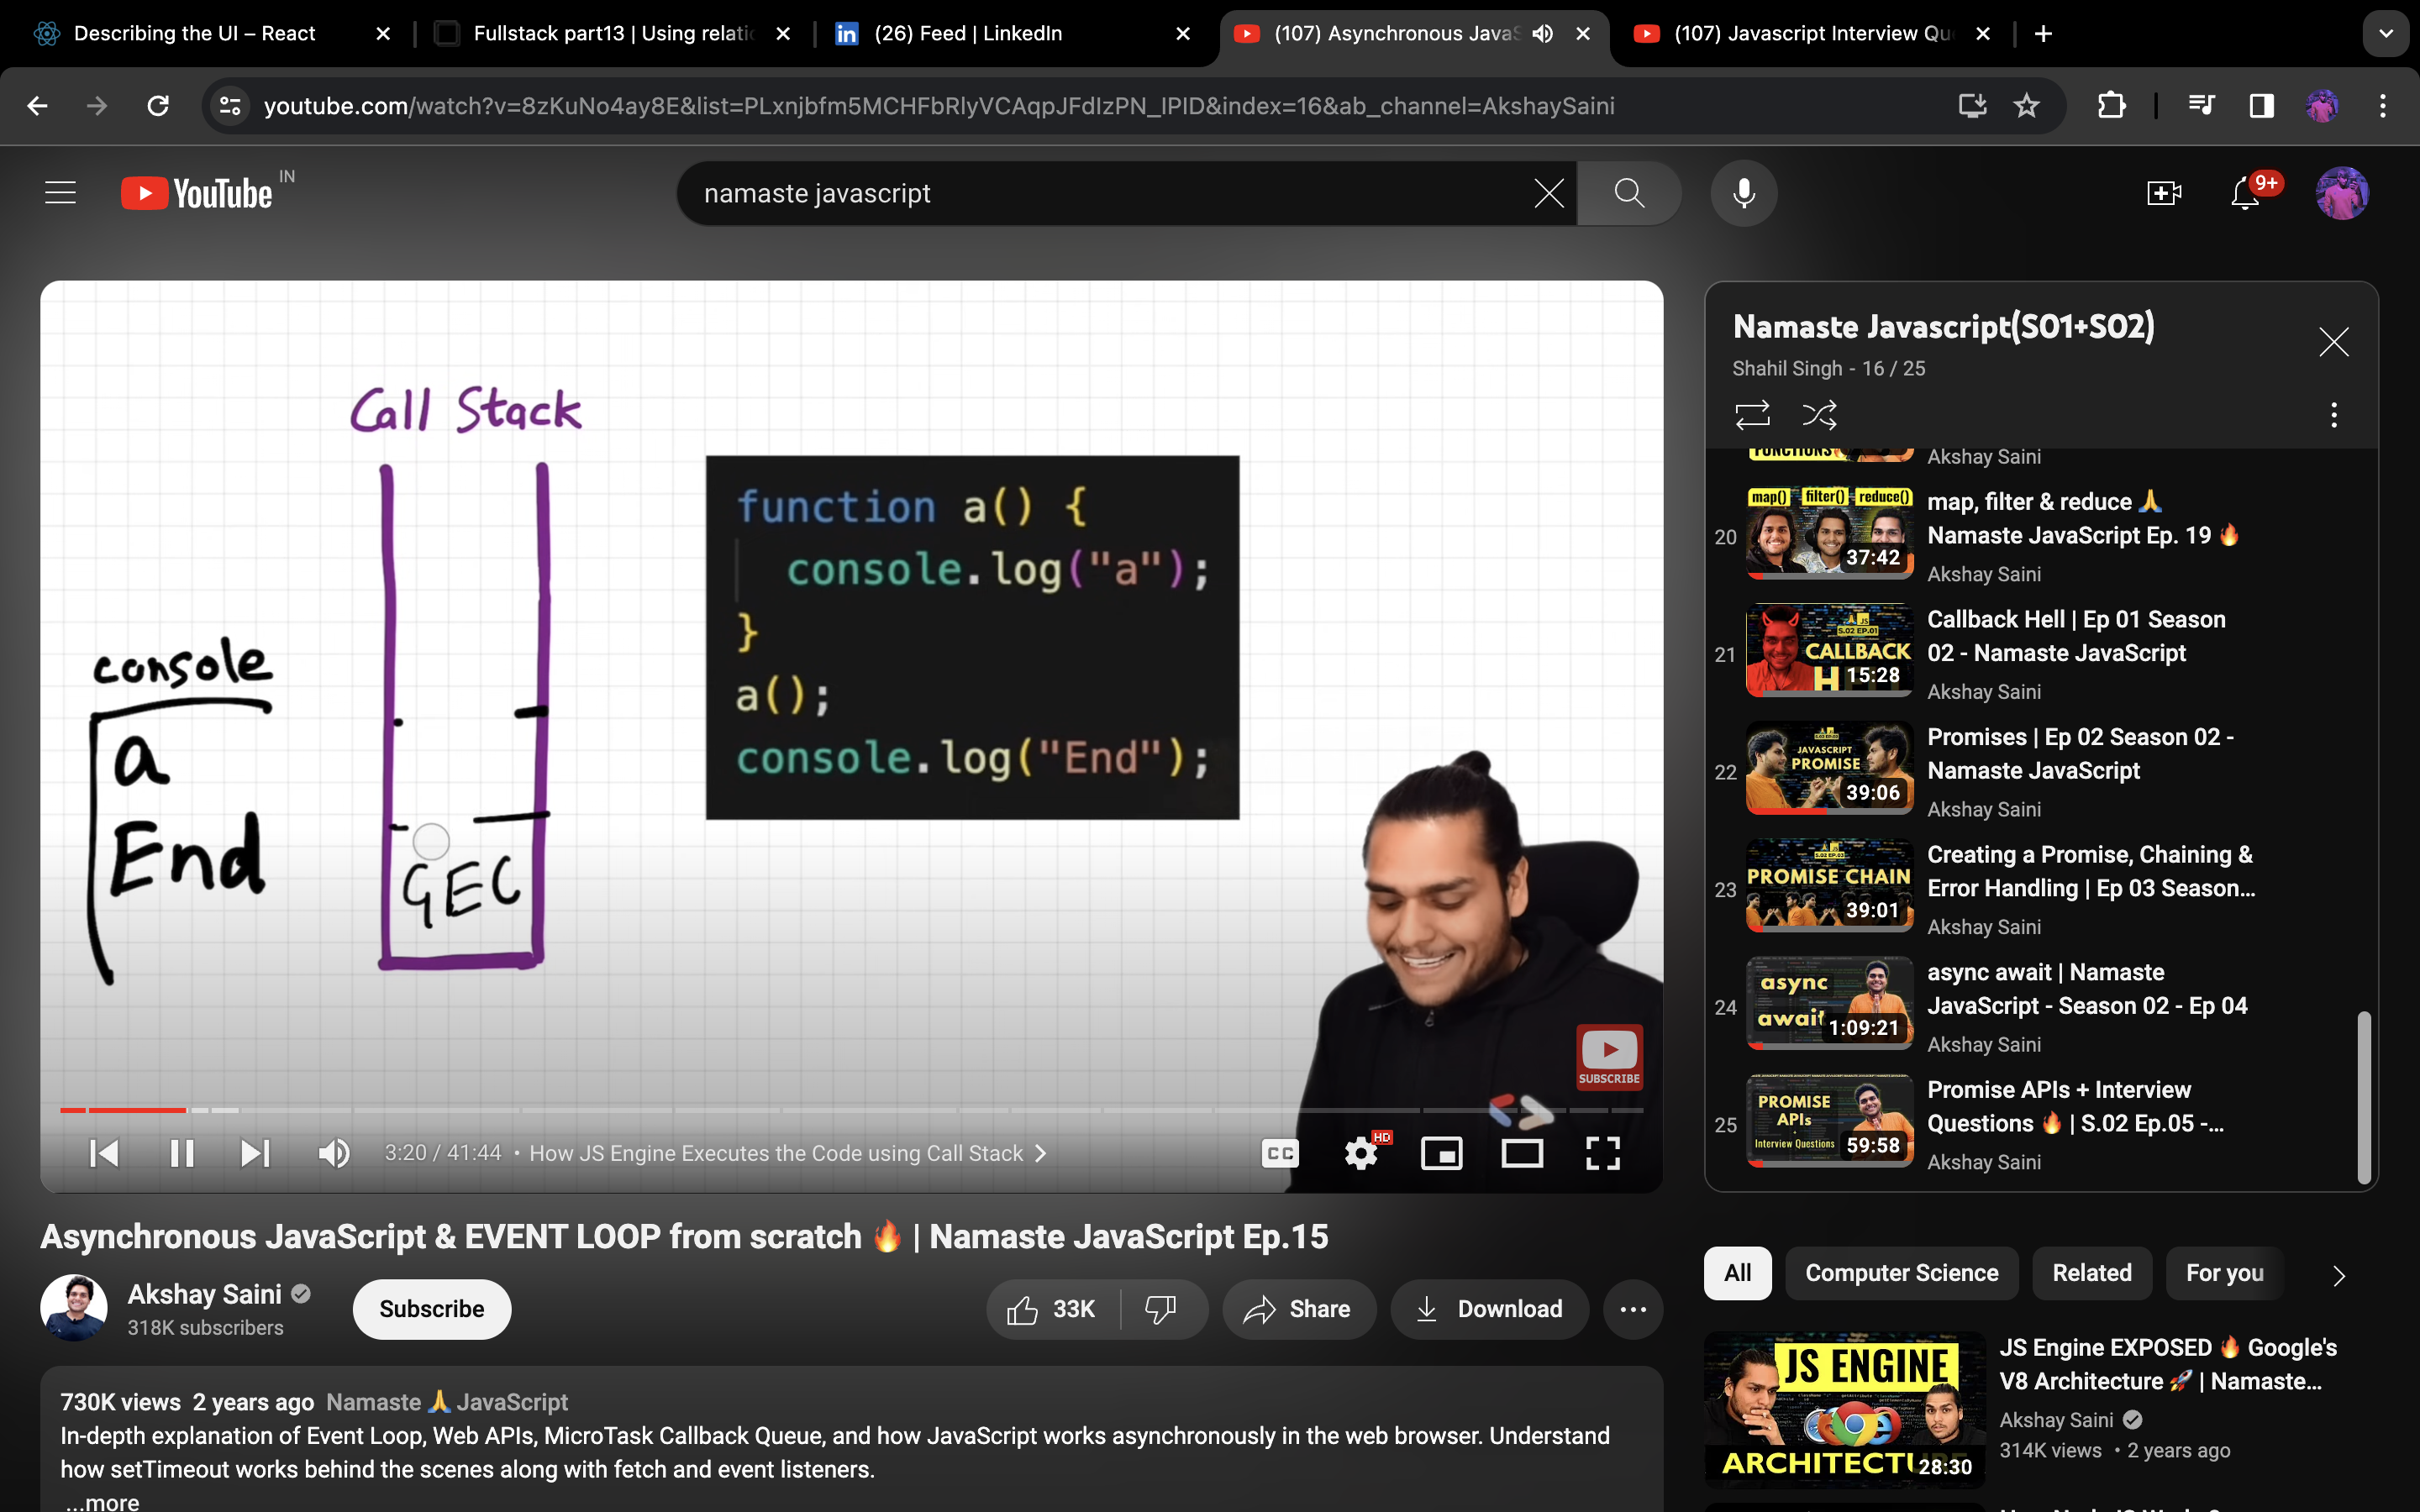 Describing the UI – React
Fullstack part13 | Using relatio
(26) Feed | LinkedIn
(107) Asynchronous JavaS
(107) Javascript Interview Que
youtube.com/watch?v=8zKuNo4ay8E&list=PLxnjbfm5MCHFbRlyVCAqpJFdIzPN_IPID&index=16&ab_channel=AkshaySaini
YouTube IN
namaste javascript
9+
Call Stack
function a() {
console.log("a");
}
a();
console.log("End");
console
a
End
GEC
SUBSCRIBE
3:20 / 41:44 • How JS Engine Executes the Code using Call Stack
CC
HD
Asynchronous JavaScript & EVENT LOOP from scratch 🔥 | Namaste JavaScript Ep.15
Akshay Saini
318K subscribers
Subscribe
33K
Share
Download
730K views 2 years ago Namaste 🙏 JavaScript
In-depth explanation of Event Loop, Web APIs, MicroTask Callback Queue, and how JavaScript works asynchronously in the web browser. Understand
how setTimeout works behind the scenes along with fetch and event listeners.
...more
Namaste Javascript(S01+S02)
Shahil Singh - 16 / 25
FUNCTIONS
Akshay Saini
20
map() filter() reduce()
37:42
map, filter & reduce 🙏
Namaste JavaScript Ep. 19 🔥
Akshay Saini
21
S.02 EP.01
CALLBACK
15:28
Callback Hell | Ep 01 Season
02 - Namaste JavaScript
Akshay Saini
22
JAVASCRIPT
PROMISE
39:06
Promises | Ep 02 Season 02 -
Namaste JavaScript
Akshay Saini
23
S.02 EP.03
PROMISE CHAIN
39:01
Creating a Promise, Chaining &
Error Handling | Ep 03 Season...
Akshay Saini
24
async
await
1:09:21
async await | Namaste
JavaScript - Season 02 - Ep 04
Akshay Saini
25
PROMISE
APIs
Interview Questions
59:58
Promise APIs + Interview
Questions 🔥 | S.02 Ep.05 -...
Akshay Saini
All
Computer Science
Related
For you
JS ENGINE
ARCHITECTURE
28:30
JS Engine EXPOSED 🔥 Google's
V8 Architecture 🚀 | Namaste...
Akshay Saini
314K views • 2 years ago